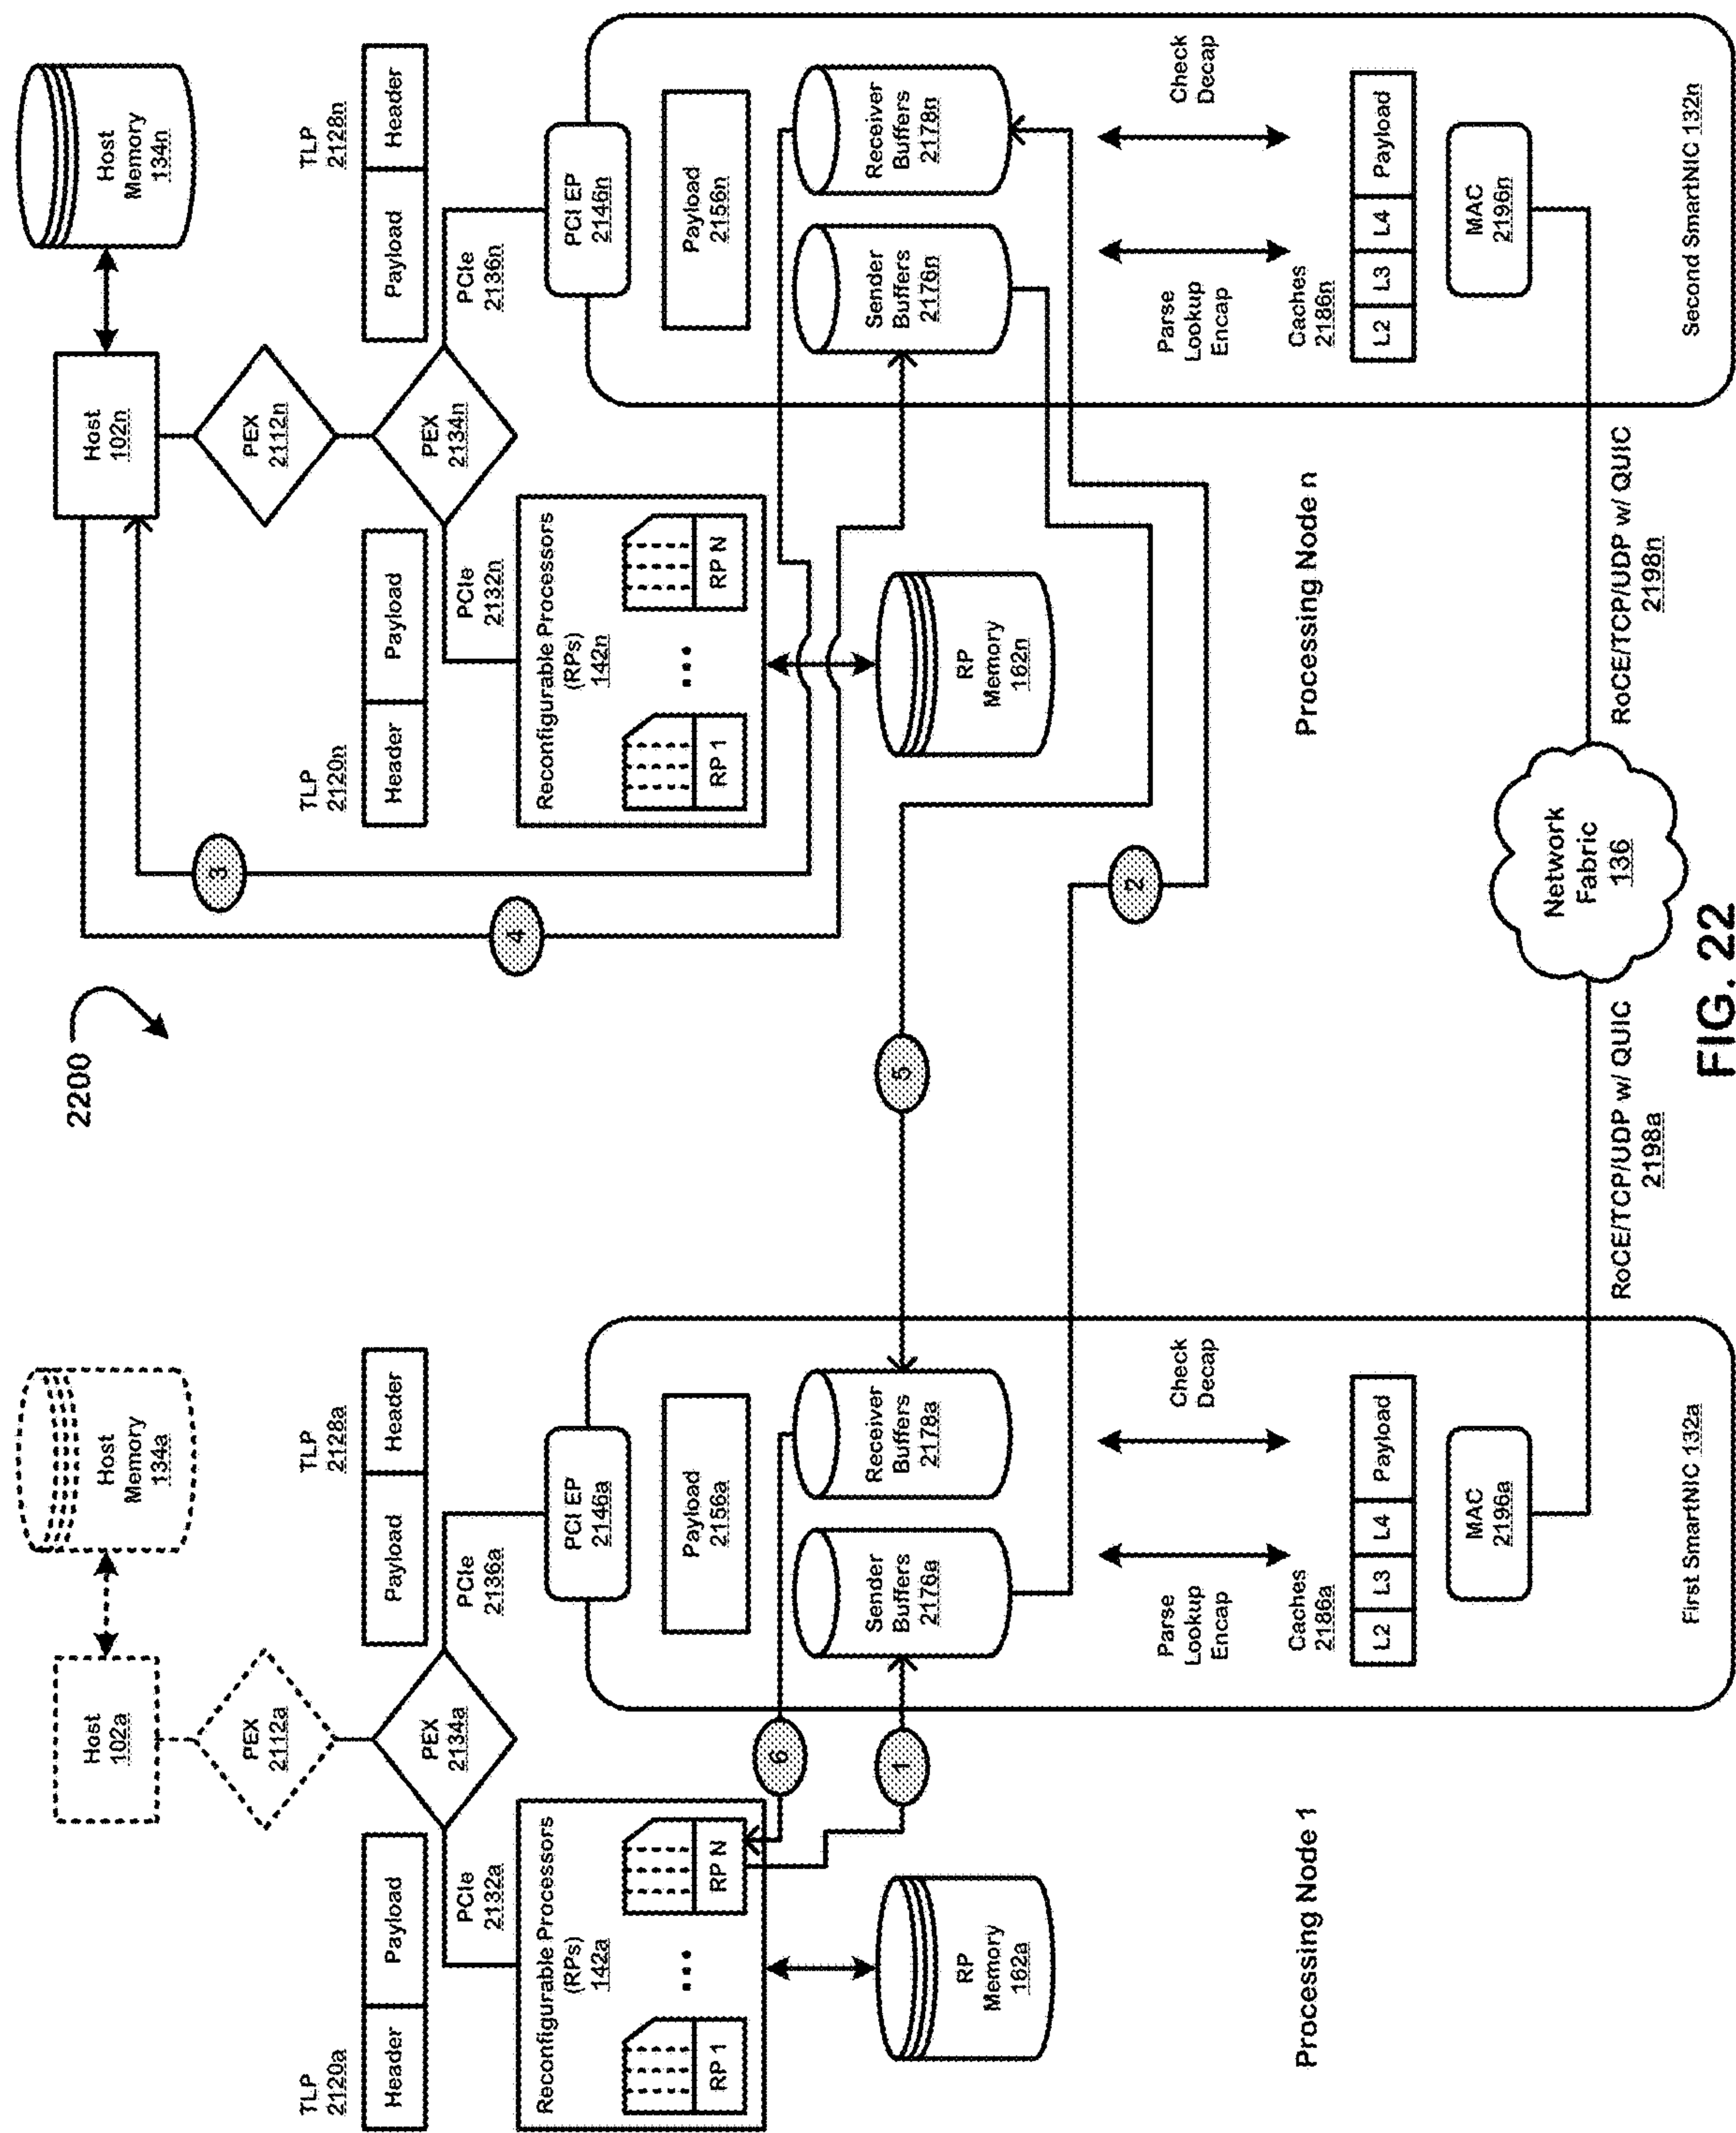 2200
Host
102a
Host
Memory
134a
PEX
2112a
TLP
2120a
Header
Payload
PEX
2134a
TLP
2128a
Payload
Header
PCIe
2132a
PCIe
2136a
Reconfigurable Processors
(RPs)
142a
RP 1
...
RP N
PCI EP
2146a
Payload
2156a
6
1
Sender
Buffers
2176a
Receiver
Buffers
2178a
RP
Memory
162a
Parse
Lookup
Encap
Check
Decap
Caches
2186a
L2
L3
L4
Payload
MAC
2196a
First SmartNIC 132a
Processing Node 1
Host
102n
Host
Memory
134n
PEX
2112n
TLP
2120n
Header
Payload
PEX
2134n
TLP
2128n
Payload
Header
3
4
PCIe
2132n
PCIe
2136n
Reconfigurable Processors
(RPs)
142n
RP 1
...
RP N
PCI EP
2146n
Payload
2156n
5
2
Sender
Buffers
2176n
Receiver
Buffers
2178n
RP
Memory
162n
Parse
Lookup
Encap
Check
Decap
Caches
2186n
L2
L3
L4
Payload
MAC
2196n
Second SmartNIC 132n
Processing Node n
RoCE/TCP/UDP w/ QUIC
2198a
Network
Fabric
136
RoCE/TCP/UDP w/ QUIC
2198n
FIG. 22